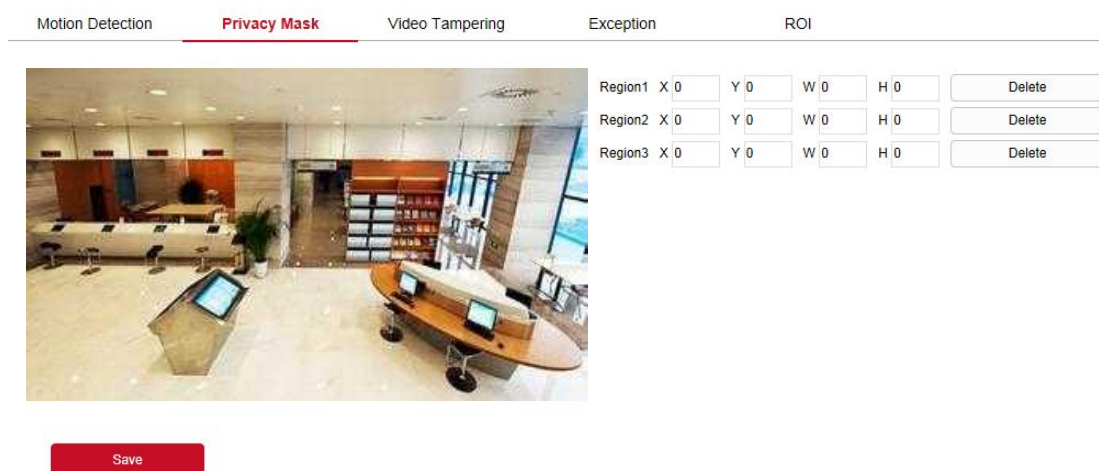 Motion Detection Privacy Mask Video Tampering Exception ROI
Region1 X 0 Y 0 W 0 H 0 Delete
Region2 X 0 Y 0 W 0 H 0 Delete
Region3 X 0 Y 0 W 0 H 0 Delete
Save